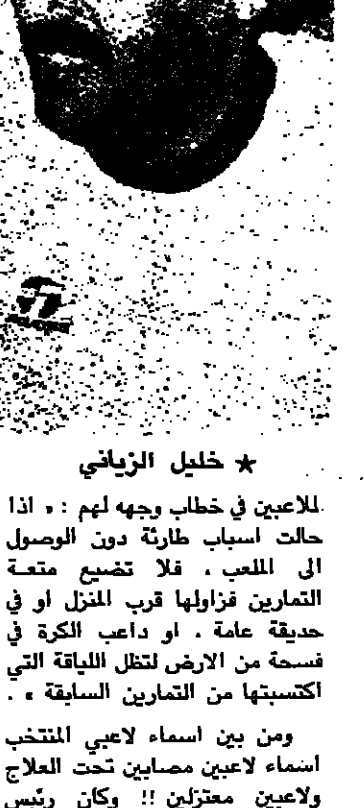 ★ خليل الزياني
للاعبين في خطاب وجهه لهم : « اذا
حالت اسباب طارئة دون الوصول
الى الملعب ، فلا تضيع متعـة
التمارين فزاولها قرب المنزل او في
حديقة عامة ، او داعب الكرة في
فسحة من الارض لتظل اللياقة التي
اكتسبتها من التمارين السابقة » .
ومن بين اسماء لاعبي المنتخب
اسماء لاعبين مصابين تحت العلاج
ولاعبين معتزلين !! وكان رئيس